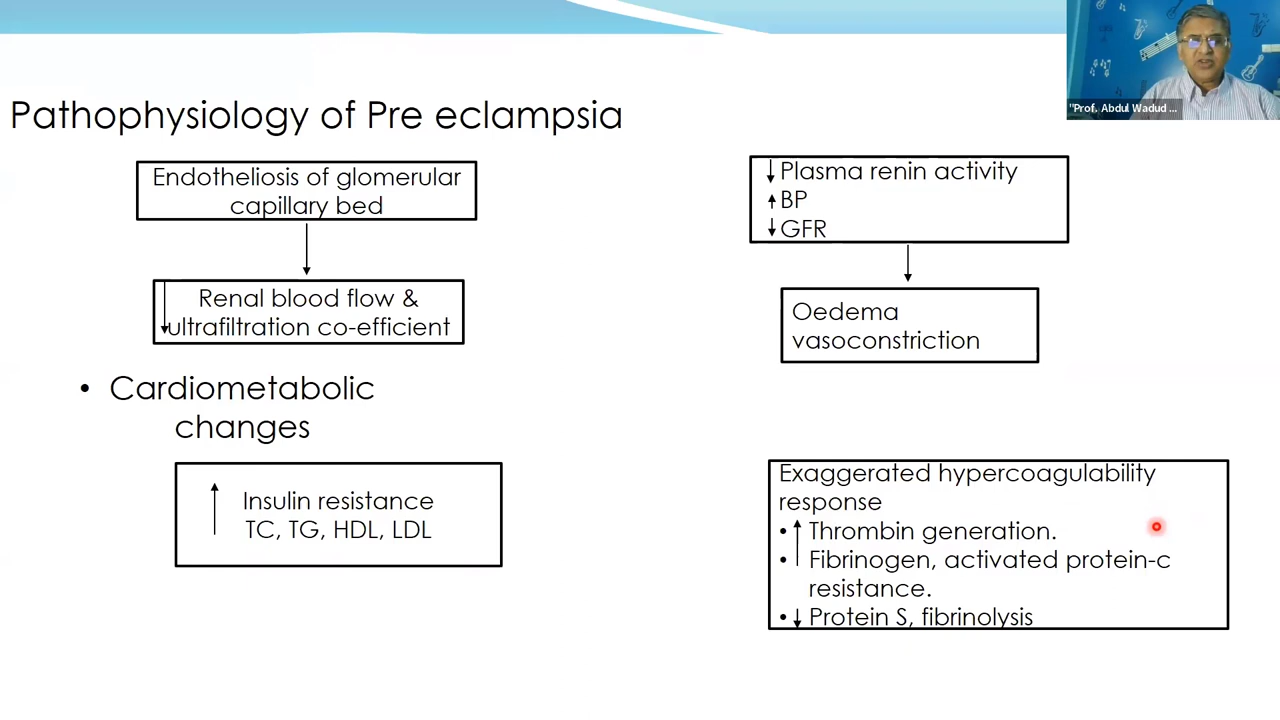 "Prof. Abdul Wadud ...
Pathophysiology of Pre eclampsia
Endotheliosis of glomerular
capillary bed
Renal blood flow &
ultrafiltration co-efficient
• Cardiometabolic
changes
Insulin resistance
TC, TG, HDL, LDL
↓Plasma renin activity
↑BP
↓GFR
Oedema
vasoconstriction
Exaggerated hypercoagulability
response
• Thrombin generation.
• Fibrinogen, activated protein-c
resistance.
• ↓ Protein S, fibrinolysis